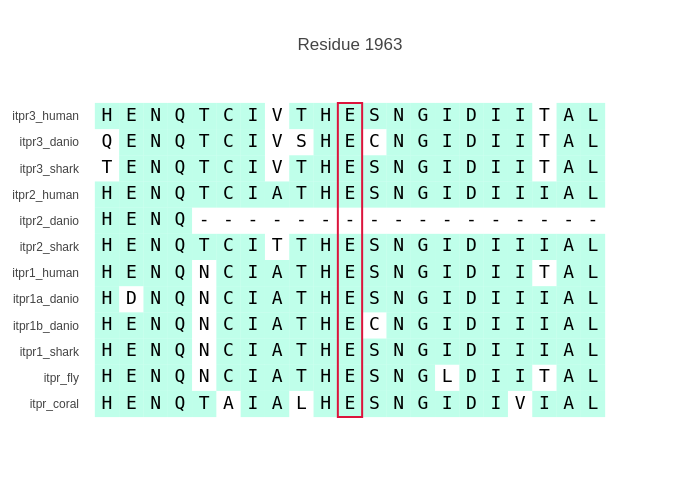 Residue 1963
itpr3_human H E N Q T C I V T H E S N G I D I I T A L
itpr3_danio Q E N Q T C I V S H E C N G I D I I T A L
itpr3_shark T E N Q T C I V T H E S N G I D I I T A L
itpr2_human H E N Q T C I A T H E S N G I D I I I A L
itpr2_danio H E N Q - - - - - - - - - - - - - - - - -
itpr2_shark H E N Q T C I T T H E S N G I D I I I A L
itpr1_human H E N Q N C I A T H E S N G I D I I T A L
itpr1a_danio H D N Q N C I A T H E S N G I D I I I A L
itpr1b_danio H E N Q N C I A T H E C N G I D I I I A L
itpr1_shark H E N Q N C I A T H E S N G I D I I I A L
itpr_fly H E N Q N C I A T H E S N G L D I I T A L
itpr_coral H E N Q T A I A L H E S N G I D I V I A L